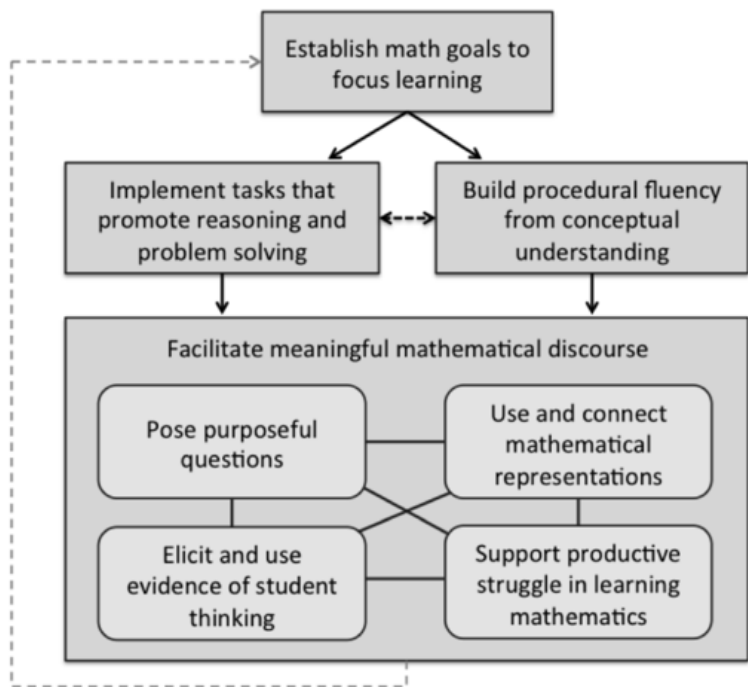 Establish math goals to
focus learning
Implement tasks that
promote reasoning and
problem solving
Build procedural fluency
from conceptual
understanding
Facilitate meaningful mathematical discourse
Pose purposeful
questions
Use and connect
mathematical
representations
Elicit and use
evidence of student
thinking
Support productive
struggle in learning
mathematics